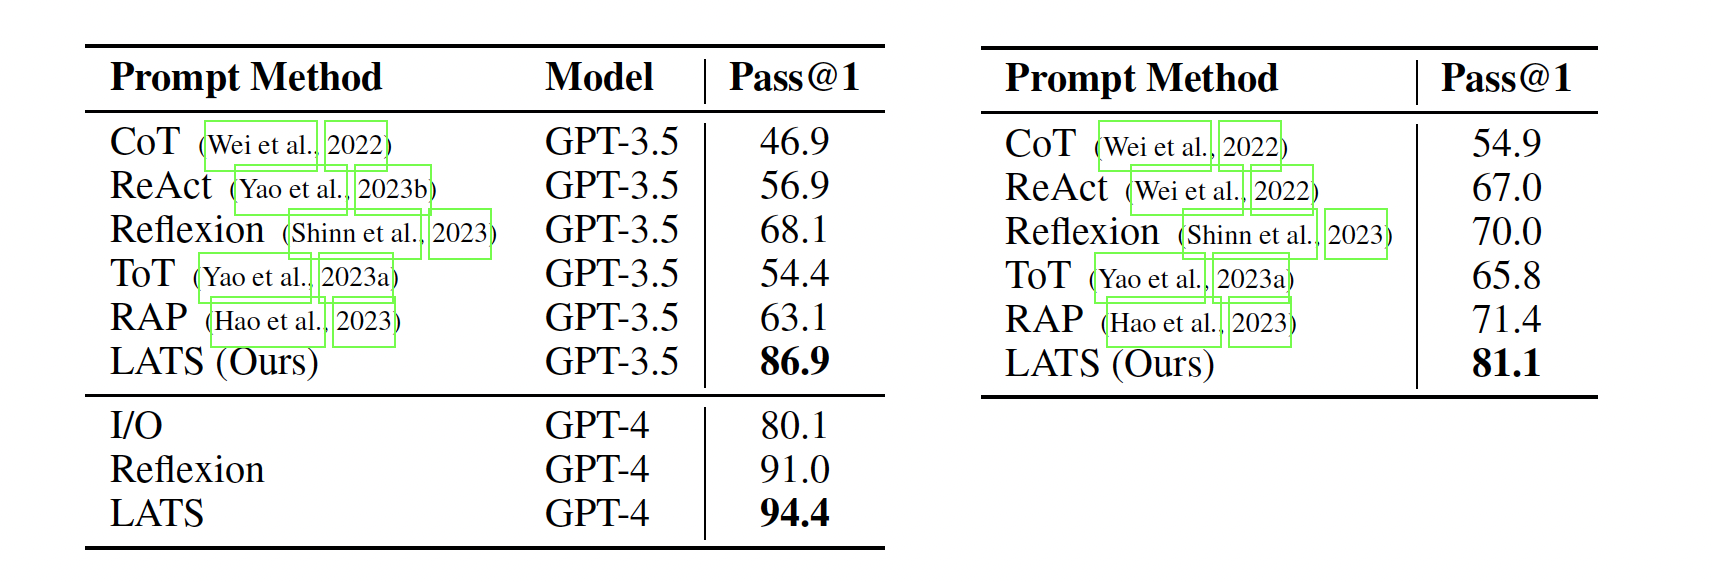 Prompt Method Model Pass@1
CoT (Wei et al., 2022) GPT-3.5 46.9
ReAct (Yao et al., 2023b) GPT-3.5 56.9
Reflexion (Shinn et al., 2023) GPT-3.5 68.1
ToT (Yao et al., 2023a) GPT-3.5 54.4
RAP (Hao et al., 2023) GPT-3.5 63.1
LATS (Ours) GPT-3.5 86.9
I/O GPT-4 80.1
Reflexion GPT-4 91.0
LATS GPT-4 94.4
Prompt Method Pass@1
CoT (Wei et al., 2022) 54.9
ReAct (Wei et al., 2022) 67.0
Reflexion (Shinn et al., 2023) 70.0
ToT (Yao et al., 2023a) 65.8
RAP (Hao et al., 2023) 71.4
LATS (Ours) 81.1